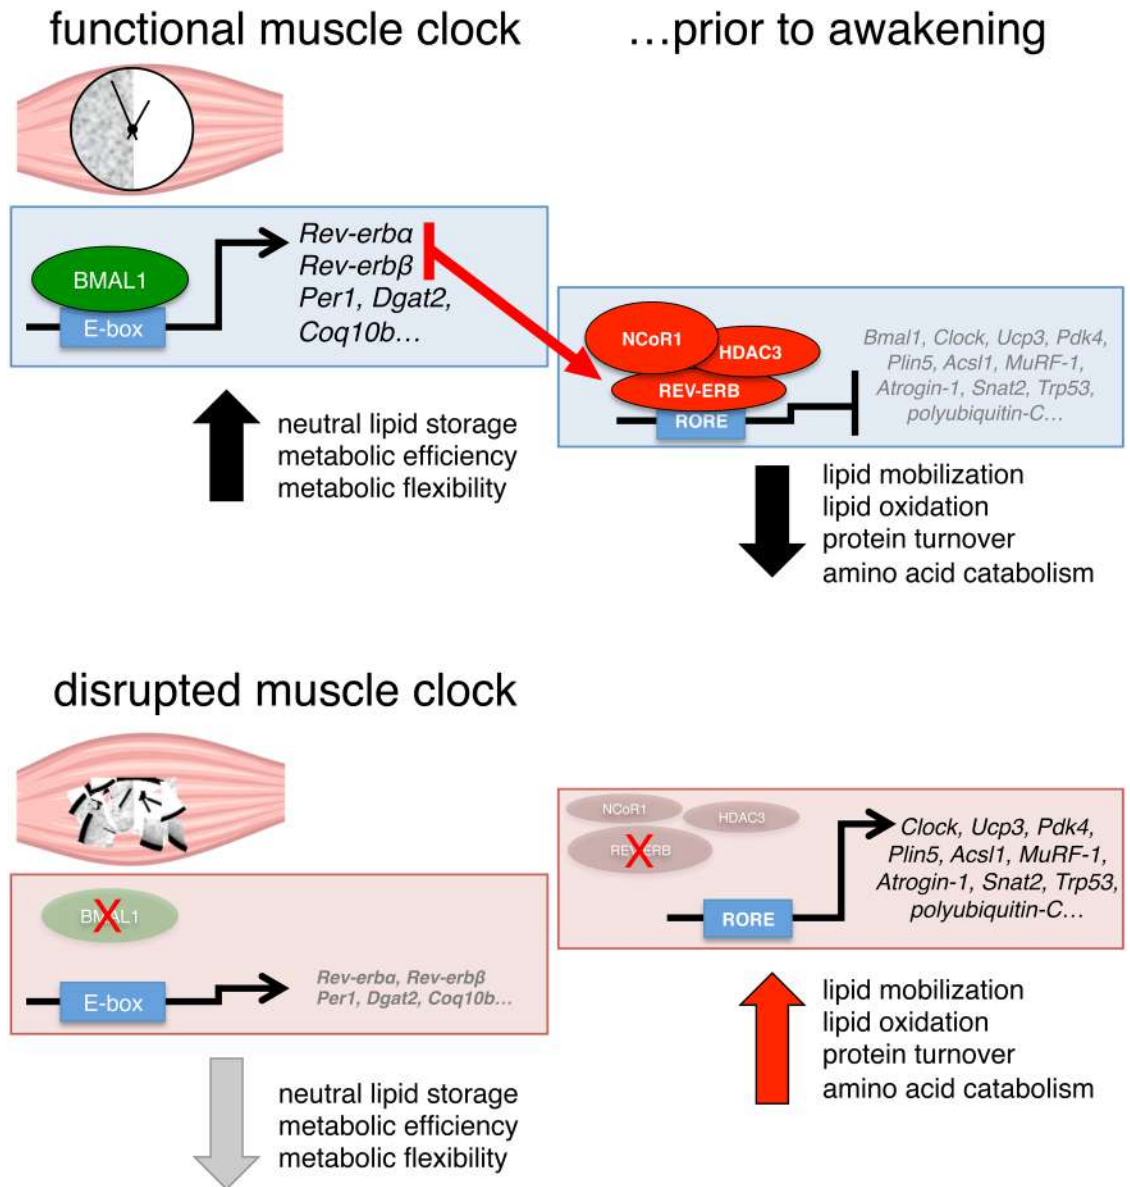 functional muscle clock
...prior to awakening
BMAL1
E-box
Rev-erbα
Rev-erbβ
Per1, Dgat2,
Coq10b...
neutral lipid storage
metabolic efficiency
metabolic flexibility
NCoR1
HDAC3
REV-ERB
RORE
Bmal1, Clock, Ucp3, Pdk4,
Plin5, Acsl1, MuRF-1,
Atrogin-1, Snat2, Trp53,
polyubiquitin-C...
lipid mobilization
lipid oxidation
protein turnover
amino acid catabolism
disrupted muscle clock
BMAL1
X
E-box
Rev-erbα, Rev-erbβ
Per1, Dgat2, Coq10b...
neutral lipid storage
metabolic efficiency
metabolic flexibility
NCoR1
HDAC3
REV-ERB
X
RORE
Clock, Ucp3, Pdk4,
Plin5, Acsl1, MuRF-1,
Atrogin-1, Snat2, Trp53,
polyubiquitin-C...
lipid mobilization
lipid oxidation
protein turnover
amino acid catabolism